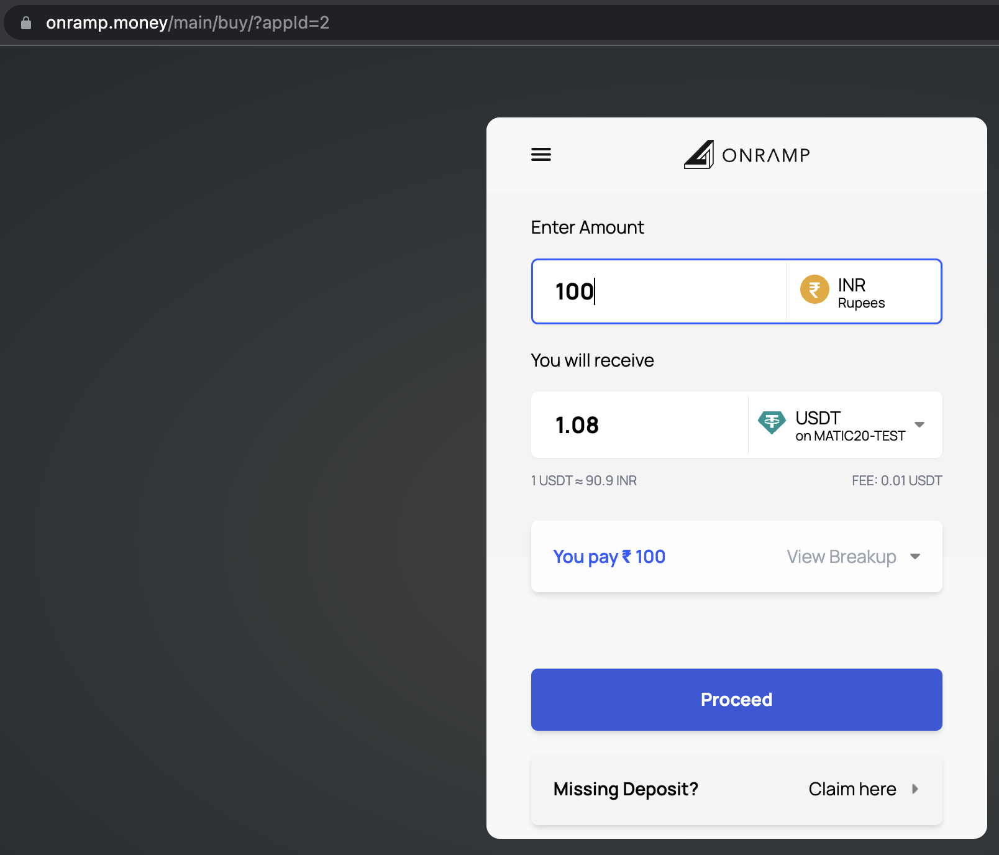 onramp.money/main/buy/?appId=2
ONRAMP
Enter Amount
100
₹
INR
Rupees
You will receive
1.08
USDT
on MATIC20-TEST
1 USDT ≈ 90.9 INR
FEE: 0.01 USDT
You pay ₹ 100
View Breakup
Proceed
Missing Deposit?
Claim here